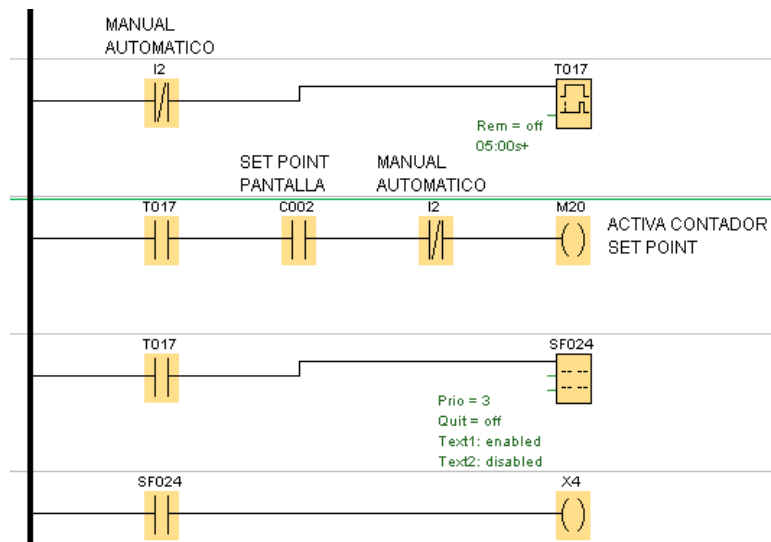 MANUAL
AUTOMATICO
I2
T017
Rem = off
05:00s+
SET POINT
PANTALLA
MANUAL
AUTOMATICO
T017
C002
I2
M20
ACTIVA CONTADOR
SET POINT
T017
SF024
Prio = 3
Quit = off
Text1: enabled
Text2: disabled
SF024
X4